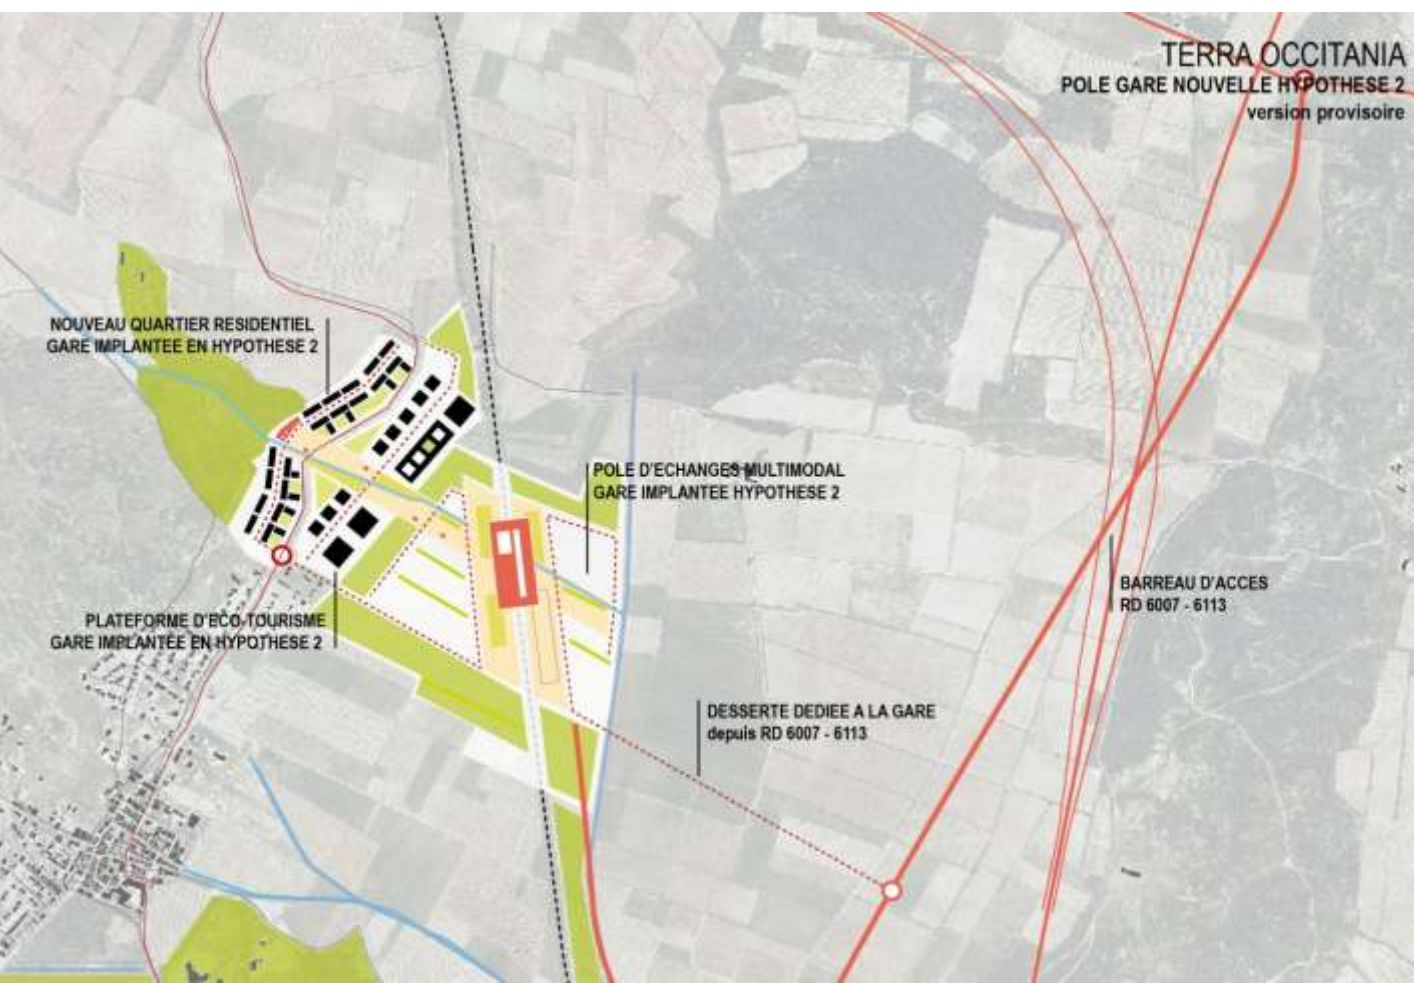 TERRA OCCITANIA
POLE GARE NOUVELLE HYPOTHESE 2
version provisoire
NOUVEAU QUARTIER RESIDENTIEL
GARE IMPLANTEE EN HYPOTHESE 2
POLE D'ECHANGES MULTIMODAL
GARE IMPLANTEE HYPOTHESE 2
BARREAU D'ACCES
RD 6007 - 6113
PLATEFORME D'ECO-TOURISME
GARE IMPLANTEE EN HYPOTHESE 2
DESSERTE DEDIEE A LA GARE
depuis RD 6007 - 6113